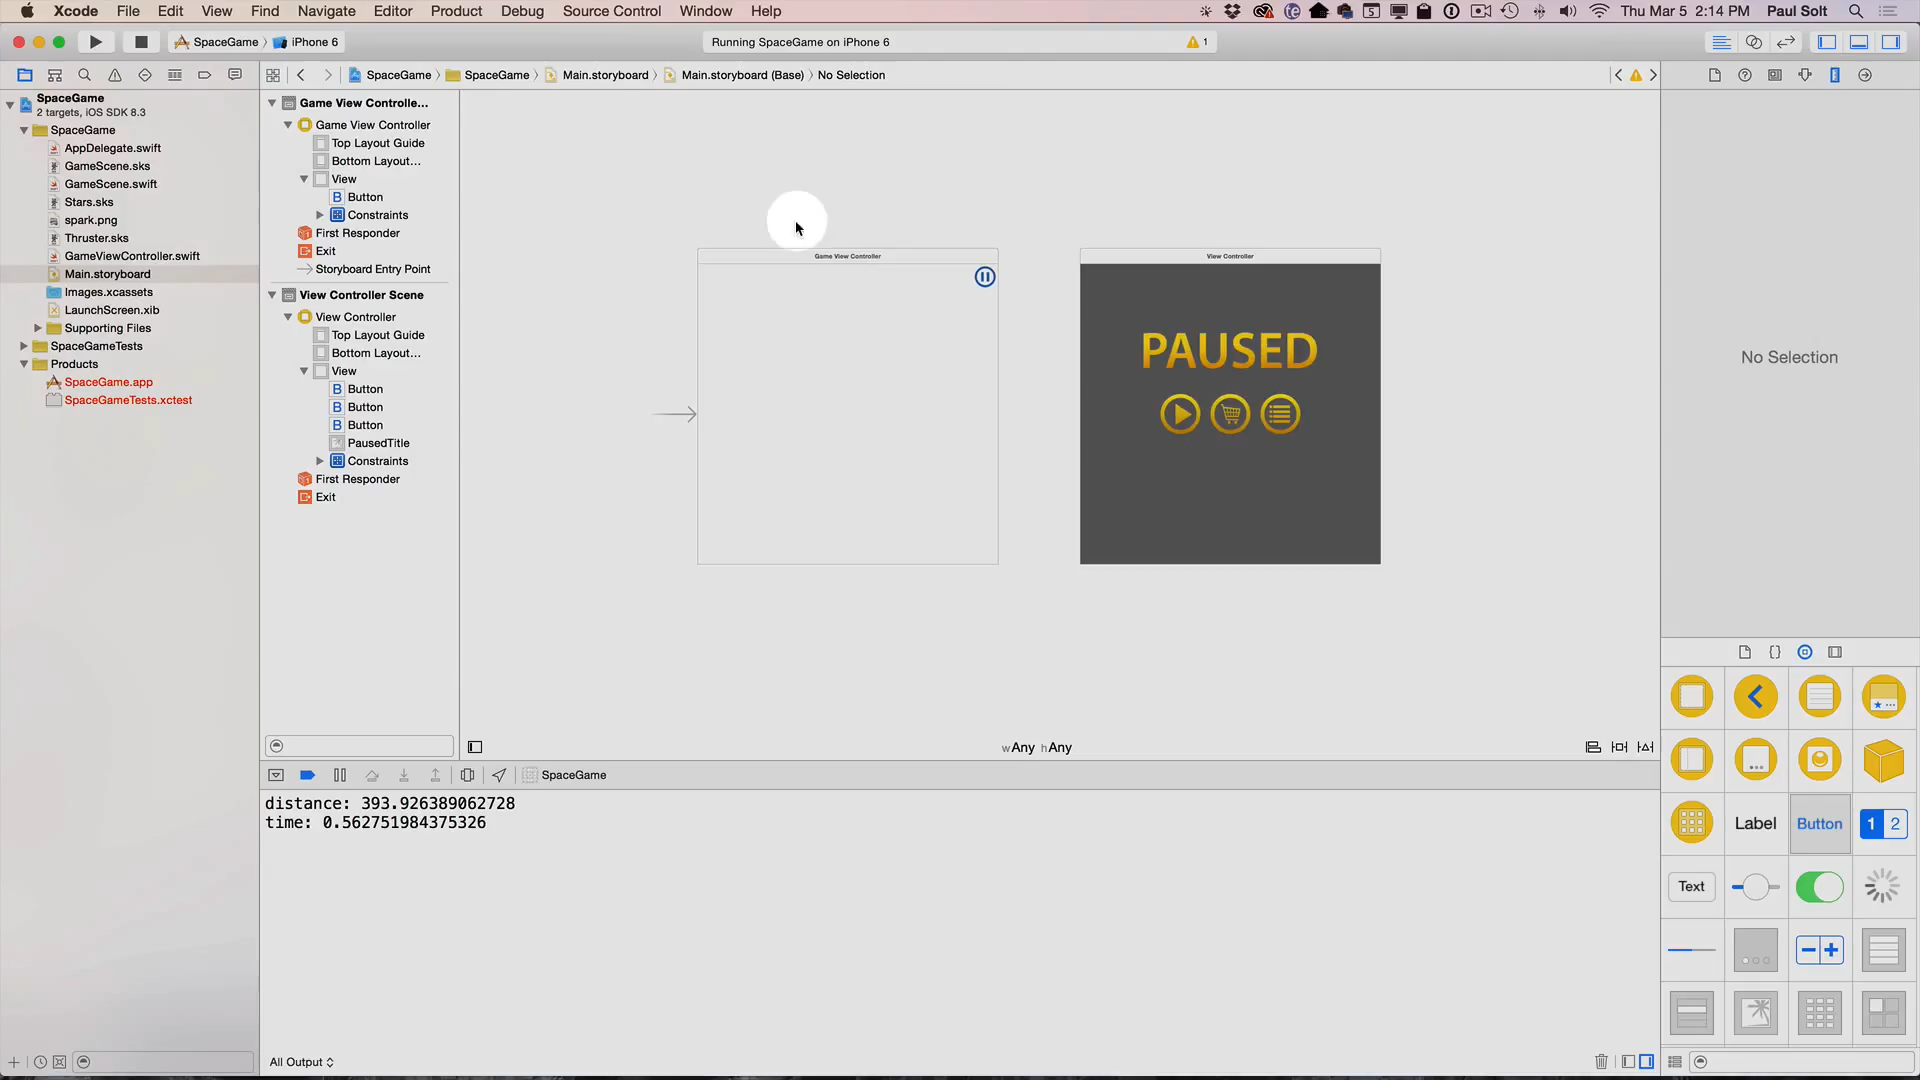 Xcode File Edit View Find Navigate Editor Product Debug Source Control Window Help
5 Thu Mar 5 2:14 PM Paul Solt
SpaceGame iPhone 6
Running SpaceGame on iPhone 6
1
SpaceGame SpaceGame Main.storyboard Main.storyboard (Base) No Selection
SpaceGame
2 targets, iOS SDK 8.3
SpaceGame
AppDelegate.swift
GameScene.sks
GameScene.swift
Stars.sks
spark.png
Thruster.sks
GameViewController.swift
Main.storyboard
Images.xcassets
LaunchScreen.xib
Supporting Files
SpaceGameTests
Products
SpaceGame.app
SpaceGameTests.xctest
Game View Controlle...
Game View Controller
Top Layout Guide
Bottom Layout...
View
B Button
Constraints
First Responder
Exit
Storyboard Entry Point
View Controller Scene
View Controller
Top Layout Guide
Bottom Layout...
View
B Button
B Button
B Button
PausedTitle
Constraints
First Responder
Exit
Game View Controller
View Controller
PAUSED
wAny hAny
No Selection
Label
Button
1 2
Text
SpaceGame
distance: 393.926389062728
time: 0.562751984375326
All Output